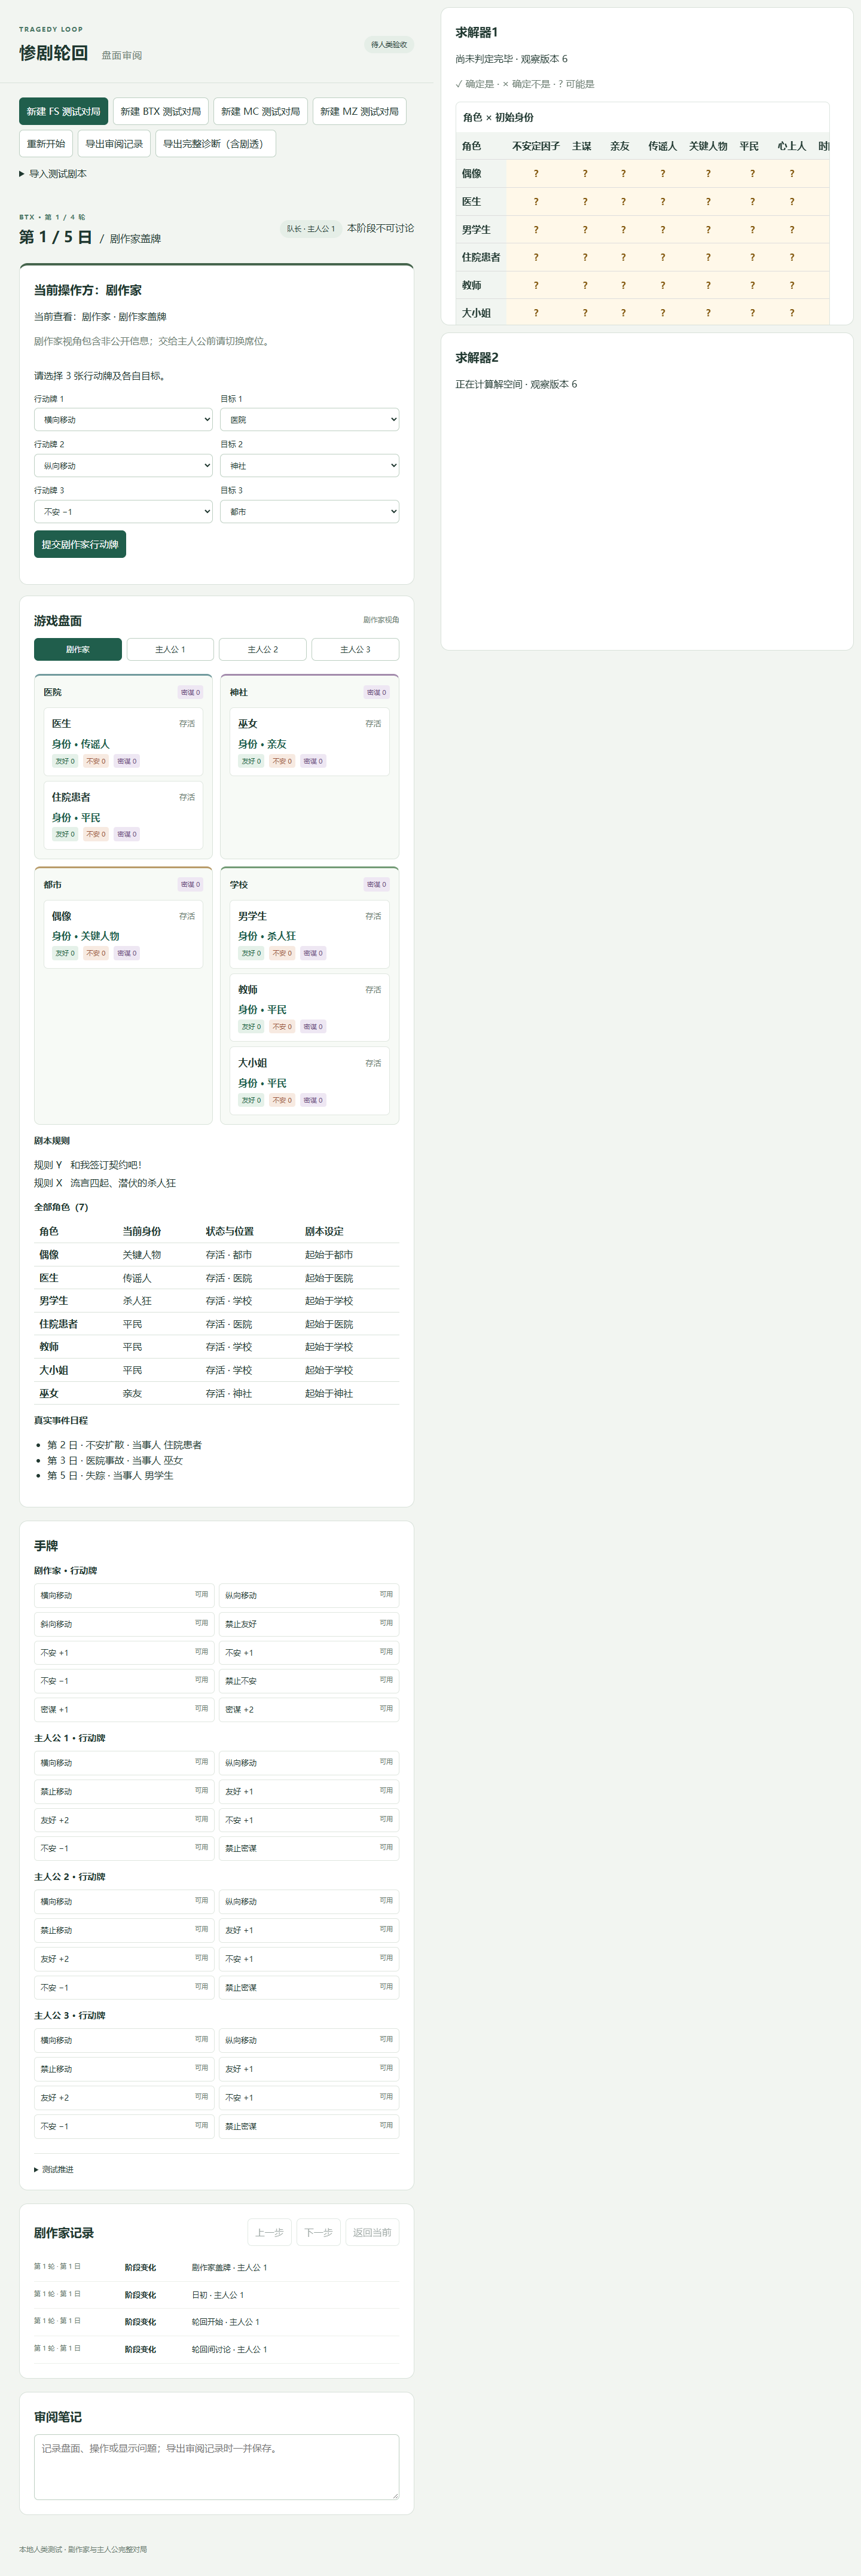 TRAGEDY LOOP
惨剧轮回 盘面审阅
待人类验收
新建 FS 测试对局 新建 BTX 测试对局 新建 MC 测试对局 新建 MZ 测试对局
重新开始 导出审阅记录 导出完整诊断（含剧透）
▶ 导入测试剧本
BTX • 第 1 / 4 轮
第 1 / 5 日 / 剧作家盖牌
队长 · 主人公 1 本阶段不可讨论
当前操作方：剧作家
当前查看：剧作家 · 剧作家盖牌
剧作家视角包含非公开信息；交给主人公前请切换席位。
请选择 3 张行动牌及各自目标。
行动牌 1 目标 1
横向移动 医院
行动牌 2 目标 2
纵向移动 神社
行动牌 3 目标 3
不安 −1 都市
提交剧作家行动牌
游戏盘面 剧作家视角
剧作家 主人公 1 主人公 2 主人公 3
医院 密谋 0
医生 存活
身份 • 传谣人
友好 0 不安 0 密谋 0
住院患者 存活
身份 • 平民
友好 0 不安 0 密谋 0
神社 密谋 0
巫女 存活
身份 • 亲友
友好 0 不安 0 密谋 0
都市 密谋 0
偶像 存活
身份 • 关键人物
友好 0 不安 0 密谋 0
学校 密谋 0
男学生 存活
身份 • 杀人狂
友好 0 不安 0 密谋 0
教师 存活
身份 • 平民
友好 0 不安 0 密谋 0
大小姐 存活
身份 • 平民
友好 0 不安 0 密谋 0
剧本规则
规则 Y 和我签订契约吧！
规则 X 流言四起、潜伏的杀人狂
全部角色（7）
角色 当前身份 状态与位置 剧本设定
偶像 关键人物 存活 · 都市 起始于都市
医生 传谣人 存活 · 医院 起始于医院
男学生 杀人狂 存活 · 学校 起始于学校
住院患者 平民 存活 · 医院 起始于医院
教师 平民 存活 · 学校 起始于学校
大小姐 平民 存活 · 学校 起始于学校
巫女 亲友 存活 · 神社 起始于神社
真实事件日程
• 第 2 日 · 不安扩散 · 当事人 住院患者
• 第 3 日 · 医院事故 · 当事人 巫女
• 第 5 日 · 失踪 · 当事人 男学生
手牌
剧作家 • 行动牌
横向移动 可用 纵向移动 可用
斜向移动 可用 禁止友好 可用
不安 +1 可用 不安 +1 可用
不安 −1 可用 禁止不安 可用
密谋 +1 可用 密谋 +2 可用
主人公 1 • 行动牌
横向移动 可用 纵向移动 可用
禁止移动 可用 友好 +1 可用
友好 +2 可用 不安 +1 可用
不安 −1 可用 禁止密谋 可用
主人公 2 • 行动牌
横向移动 可用 纵向移动 可用
禁止移动 可用 友好 +1 可用
友好 +2 可用 不安 +1 可用
不安 −1 可用 禁止密谋 可用
主人公 3 • 行动牌
横向移动 可用 纵向移动 可用
禁止移动 可用 友好 +1 可用
友好 +2 可用 不安 +1 可用
不安 −1 可用 禁止密谋 可用
▶ 测试推进
剧作家记录 上一步 下一步 返回当前
第 1 轮 · 第 1 日 阶段变化 剧作家盖牌 · 主人公 1
第 1 轮 · 第 1 日 阶段变化 日初 · 主人公 1
第 1 轮 · 第 1 日 阶段变化 轮回开始 · 主人公 1
第 1 轮 · 第 1 日 阶段变化 轮回间讨论 · 主人公 1
审阅笔记
记录盘面、操作或显示问题；导出审阅记录时一并保存。
本地人类测试 · 剧作家与主人公完整对局
求解器1
尚未判定完毕 · 观察版本 6
✓ 确定是 · × 确定不是 · ? 可能是
角色 × 初始身份
角色 不安定因子 主谋 亲友 传谣人 关键人物 平民 心上人
偶像 ? ? ? ? ? ? ?
医生 ? ? ? ? ? ? ?
男学生 ? ? ? ? ? ? ?
住院患者 ? ? ? ? ? ? ?
教师 ? ? ? ? ? ? ?
大小姐 ? ? ? ? ? ? ?
求解器2
正在计算解空间 · 观察版本 6